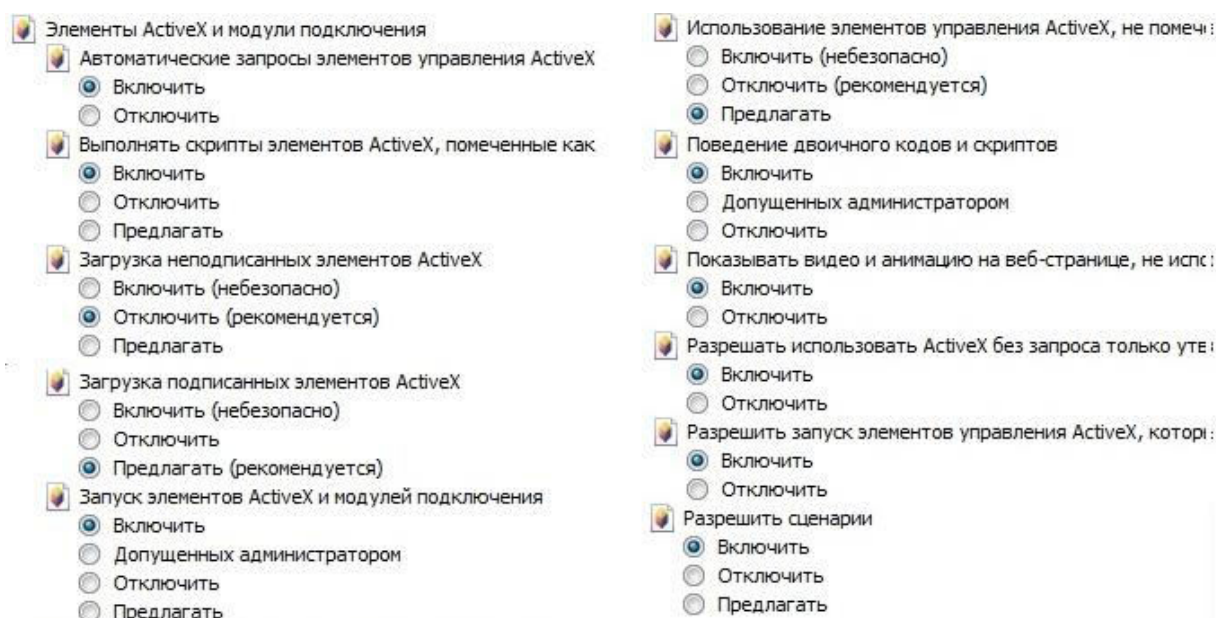 Элементы ActiveX и модули подключения
Автоматические запросы элементов управления ActiveX
Включить
Отключить
Выполнять скрипты элементов ActiveX, помеченные как
Включить
Отключить
Предлагать
Загрузка неподписанных элементов ActiveX
Включить (небезопасно)
Отключить (рекомендуется)
Предлагать
Загрузка подписанных элементов ActiveX
Включить (небезопасно)
Отключить
Предлагать (рекомендуется)
Запуск элементов ActiveX и модулей подключения
Включить
Допущенных администратором
Отключить
Предлагать
Использование элементов управления ActiveX, не
Включить (небезопасно)
Отключить (рекомендуется)
Предлагать
Поведение двоичного кодов и скриптов
Включить
Допущенных администратором
Отключить
Показывать видео и анимацию на веб-странице, не
Включить
Отключить
Разрешать использовать ActiveX без запроса только
Включить
Отключить
Разрешить запуск элементов управления ActiveX,
Включить
Отключить
Разрешить сценарии
Включить
Отключить
Предлагать